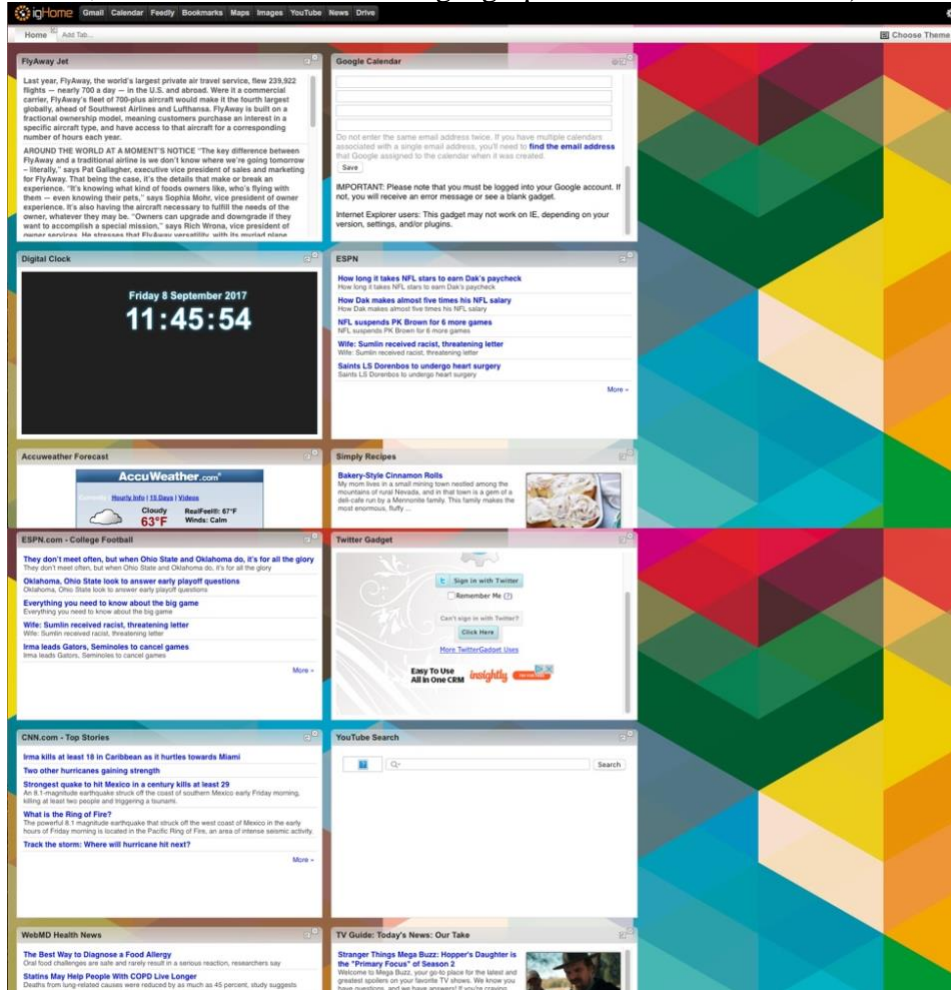 igHome Gmail Calendar Feedly Bookmarks Maps Images YouTube News Drive
Home Add Tab... Choose Theme
FlyAway Jet
Last year, FlyAway, the world's largest private air travel service, flew 239,922
flights — nearly 700 a day — in the U.S. and abroad. Were it a commercial
carrier, FlyAway's fleet of 700-plus aircraft would make it the fourth largest
globally, ahead of Southwest Airlines and Lufthansa. FlyAway is built on a
fractional ownership model, meaning customers purchase an interest in a
specific aircraft type, and have access to that aircraft for a corresponding
number of hours each year.
AROUND THE WORLD AT A MOMENT'S NOTICE "The key difference between
FlyAway and a traditional airline is we don't know where we're going tomorrow
– literally," says Pat Gallagher, executive vice president of sales and marketing
for FlyAway. That being the case, it's the details that make or break an
experience. "It's knowing what kind of foods owners like, who's flying with
them — even knowing their pets," says Sophia Mohr, vice president of owner
experience. It's also having the aircraft necessary to fulfill the needs of the
owner, whatever they may be. "Owners can upgrade and downgrade if they
want to accomplish a special mission," says Rich Wrona, vice president of
owner services. He stresses that FlyAway versatility, with its myriad plane
Google Calendar
Do not enter the same email address twice. If you have multiple calendars
associated with a single email address, you'll need to find the email address
that Google assigned to the calendar when it was created.
Save
IMPORTANT: Please note that you must be logged into your Google account. If
not, you will receive an error message or see a blank gadget.
Internet Explorer users: This gadget may not work on IE, depending on your
version, settings, and/or plugins.
Digital Clock
Friday 8 September 2017
11:45:54
ESPN
How long it takes NFL stars to earn Dak's paycheck
How long it takes NFL stars to earn Dak's paycheck
How Dak makes almost five times his NFL salary
How Dak makes almost five times his NFL salary
NFL suspends PK Brown for 6 more games
NFL suspends PK Brown for 6 more games
Wife: Sumlin received racist, threatening letter
Wife: Sumlin received racist, threatening letter
Saints LS Dorenbos to undergo heart surgery
Saints LS Dorenbos to undergo heart surgery
More »
Accuweather Forecast
AccuWeather.com
Currently Hourly Info | 15 Days | Videos
Cloudy RealFeel®: 67°F
63°F Winds: Calm
Simply Recipes
Bakery-Style Cinnamon Rolls
My mom lives in a small mining town nestled among the
mountains of rural Nevada, and in that town is a gem of a
deli-cafe run by a Mennonite family. This family makes the
most enormous, fluffy ...
ESPN.com - College Football
They don't meet often, but when Ohio State and Oklahoma do, it's for all the glory
They don't meet often, but when Ohio State and Oklahoma do, it's for all the glory
Oklahoma, Ohio State look to answer early playoff questions
Oklahoma, Ohio State look to answer early playoff questions
Everything you need to know about the big game
Everything you need to know about the big game
Wife: Sumlin received racist, threatening letter
Wife: Sumlin received racist, threatening letter
Irma leads Gators, Seminoles to cancel games
Irma leads Gators, Seminoles to cancel games
More »
Twitter Gadget
t Sign in with Twitter
Remember Me (?)
Can't sign in with Twitter?
Click Here
More TwitterGadget Uses
Easy To Use
All In One CRM insightly
CNN.com - Top Stories
Irma kills at least 18 in Caribbean as it hurtles towards Miami
Two other hurricanes gaining strength
Strongest quake to hit Mexico in a century kills at least 29
An 8.1-magnitude earthquake struck off the coast of southern Mexico early Friday morning,
killing at least two people and triggering a tsunami.
What is the Ring of Fire?
The powerful 8.1 magnitude earthquake that struck off the west coast of Mexico in the early
hours of Friday morning is located in the Pacific Ring of Fire, an area of intense seismic activity.
Track the storm: Where will hurricane hit next?
More »
YouTube Search
Search
WebMD Health News
The Best Way to Diagnose a Food Allergy
Oral food challenges are safe and rarely result in a serious reaction, researchers say
Statins May Help People With COPD Live Longer
Deaths from lung-related causes were reduced by as much as 45 percent, study suggests
TV Guide: Today's News: Our Take
Stranger Things Mega Buzz: Hopper's Daughter is
the "Primary Focus" of Season 2
Welcome to Mega Buzz, your go-to place for the latest and
greatest spoilers on your favorite TV shows. We know you
have questions, and we have answers! If you're craving